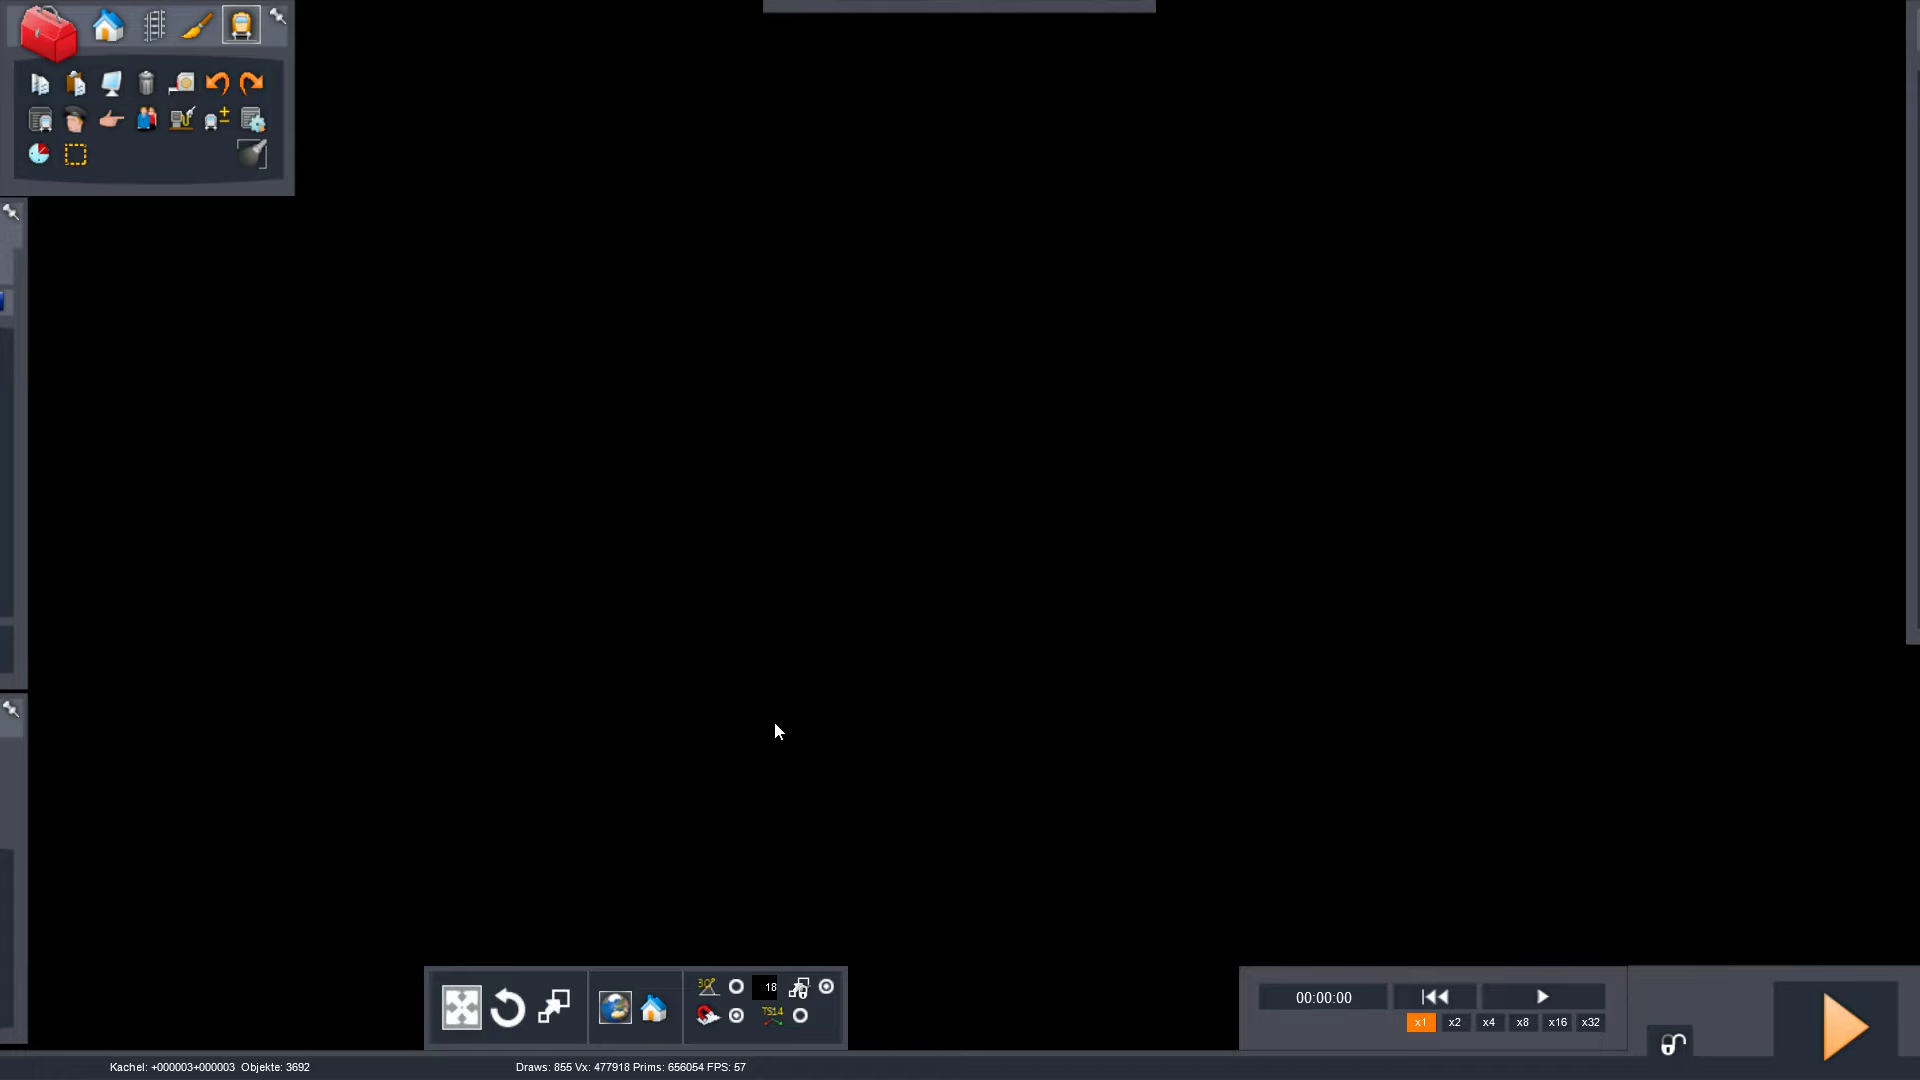 30°
18
TS14
00:00:00
x1 x2 x4 x8 x16 x32
Kachel: +000003+000003 Objekte: 3692
Draws: 855 Vx: 477918 Prims: 656054 FPS: 57